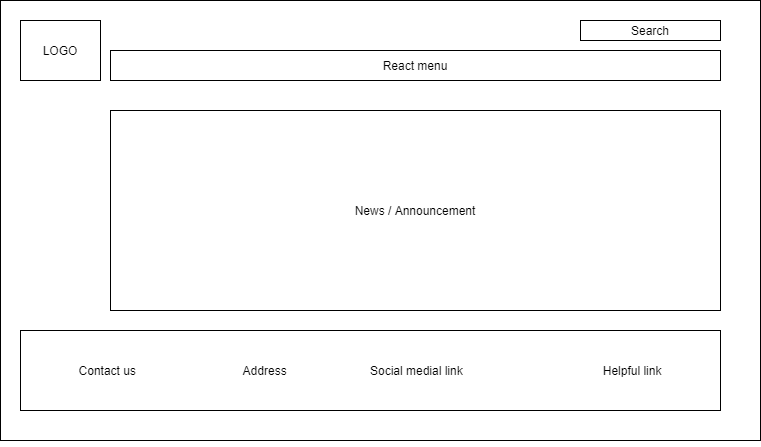 LOGO
Search
React menu
News / Announcement
Contact us
Address
Social medial link
Helpful link